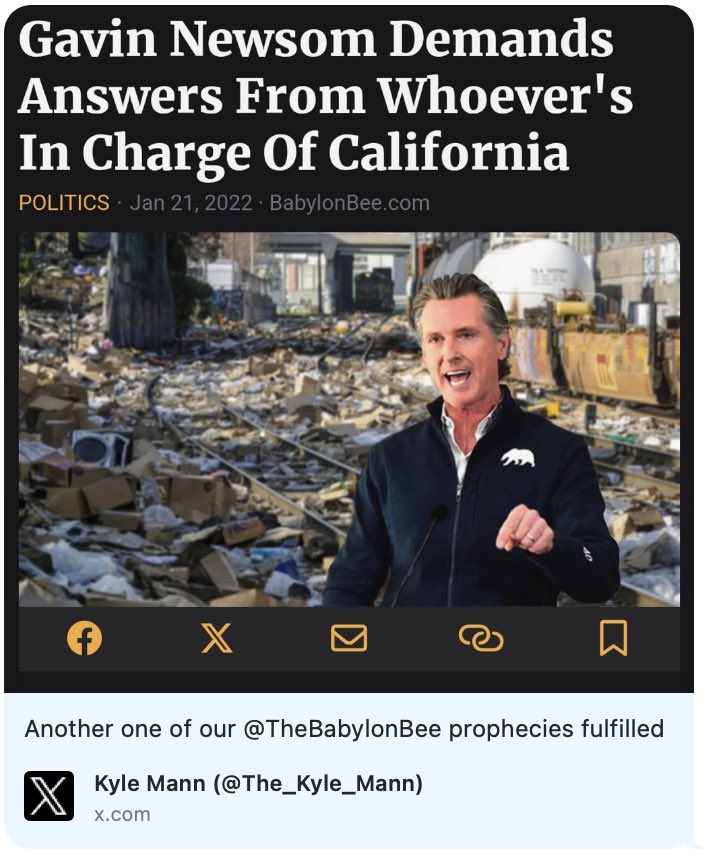 Gavin Newsom Demands
Answers From Whoever's
In Charge Of California
POLITICS · Jan 21, 2022 · BabylonBee.com
Another one of our @TheBabylonBee prophecies fulfilled
Kyle Mann (@The_Kyle_Mann)
x.com